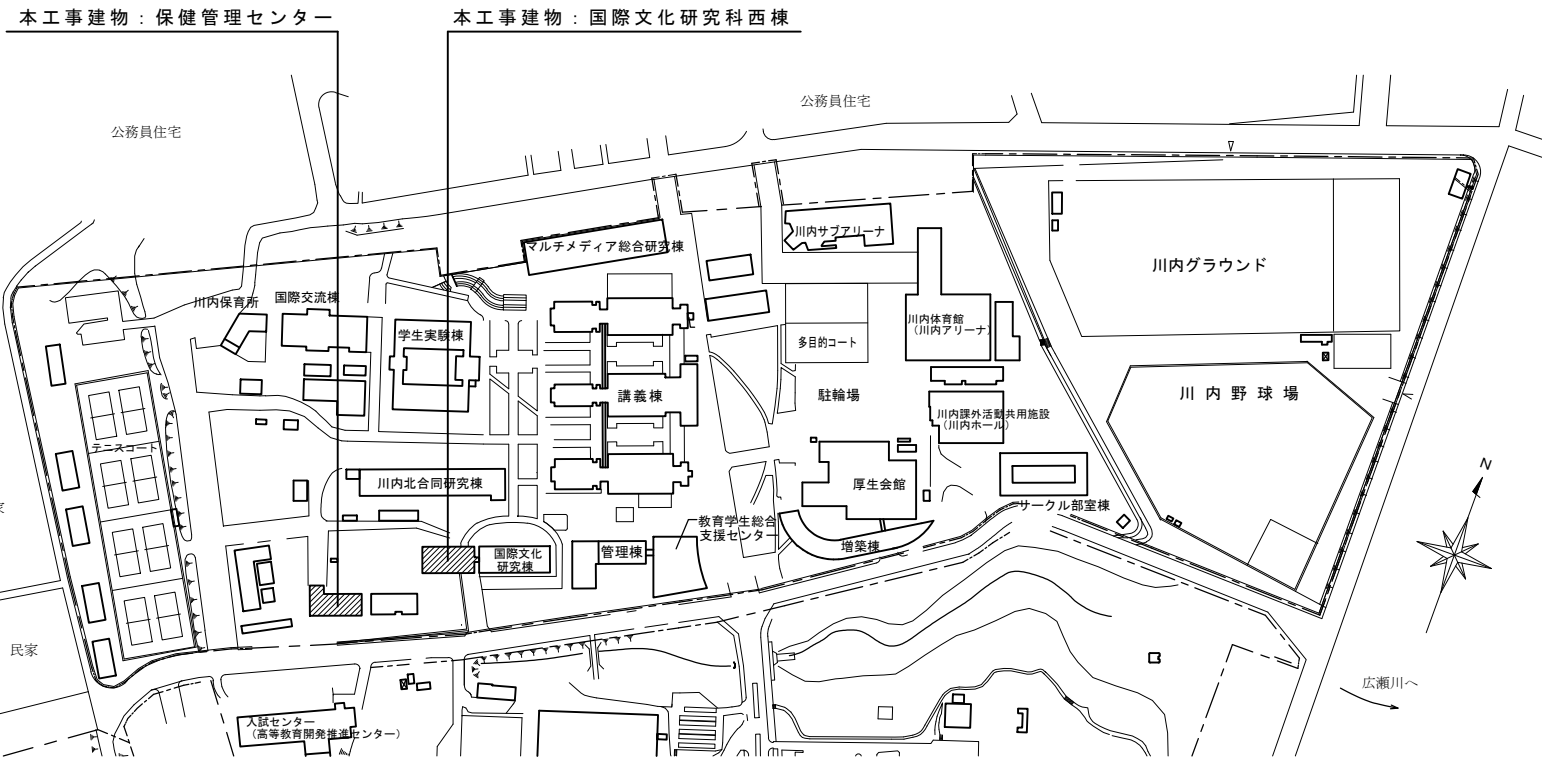 本工事建物：保健管理センター
本工事建物：国際文化研究科西棟
公務員住宅
公務員住宅
川内サブアリーナ
マルチメディア総合研究棟
川内グラウンド
川内保育所
国際交流棟
川内体育館
（川内アリーナ）
学生実験棟
多目的コート
講義棟
駐輪場
川内野球場
川内課外活動共用施設
（川内ホール）
テニスコート
川内北合同研究棟
厚生会館
N
サークル部室棟
教育学生総合
支援センター
増築棟
国際文化
研究棟
管理棟
民家
広瀬川へ
入試センター
（高等教育開発推進センター）